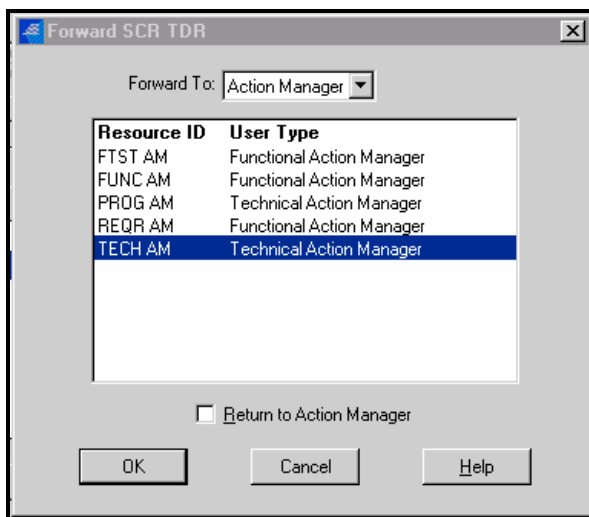 Forward SCR TDR
Forward To: Action Manager
Resource ID User Type
FTST AM Functional Action Manager
FUNC AM Functional Action Manager
PROG AM Technical Action Manager
REQR AM Functional Action Manager
TECH AM Technical Action Manager
Return to Action Manager
OK Cancel Help